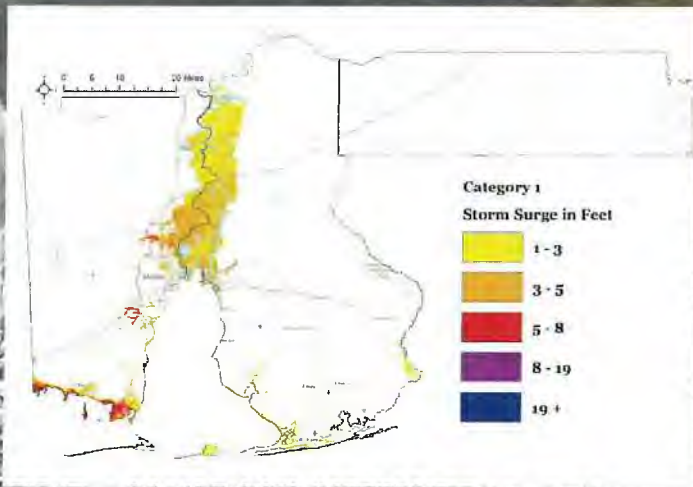 0 5 10 20 Miles
Category 1
Storm Surge in Feet
1 - 3
3 - 5
5 - 8
8 - 19
19 +